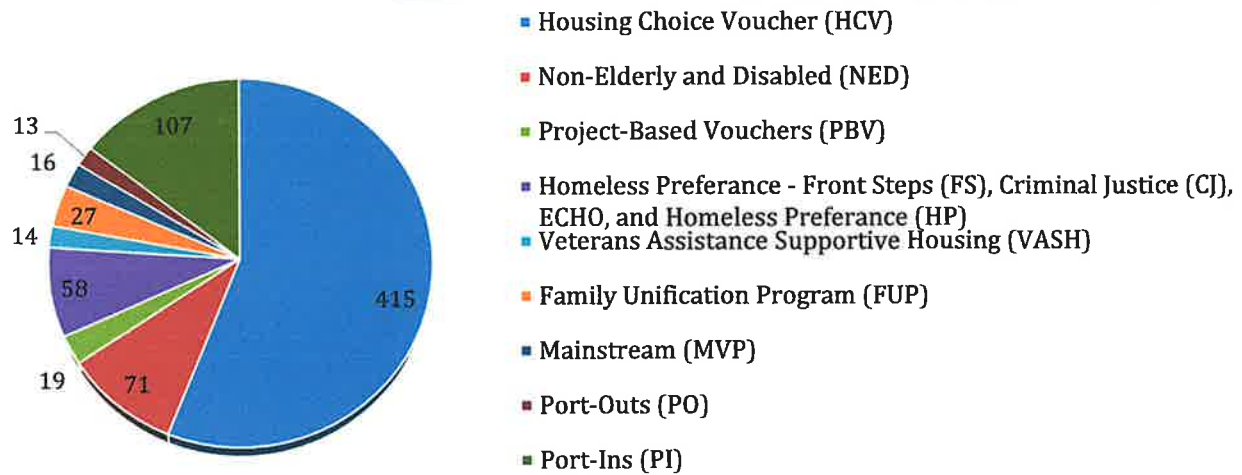 Housing Choice Voucher (HCV)
Non-Elderly and Disabled (NED)
Project-Based Vouchers (PBV)
Homeless Preferance - Front Steps (FS), Criminal Justice (CJ),
ECHO, and Homeless Preferance (HP)
Veterans Assistance Supportive Housing (VASH)
Family Unification Program (FUP)
Mainstream (MVP)
Port-Outs (PO)
Port-Ins (PI)
107
13
16
27
14
58
19
71
415